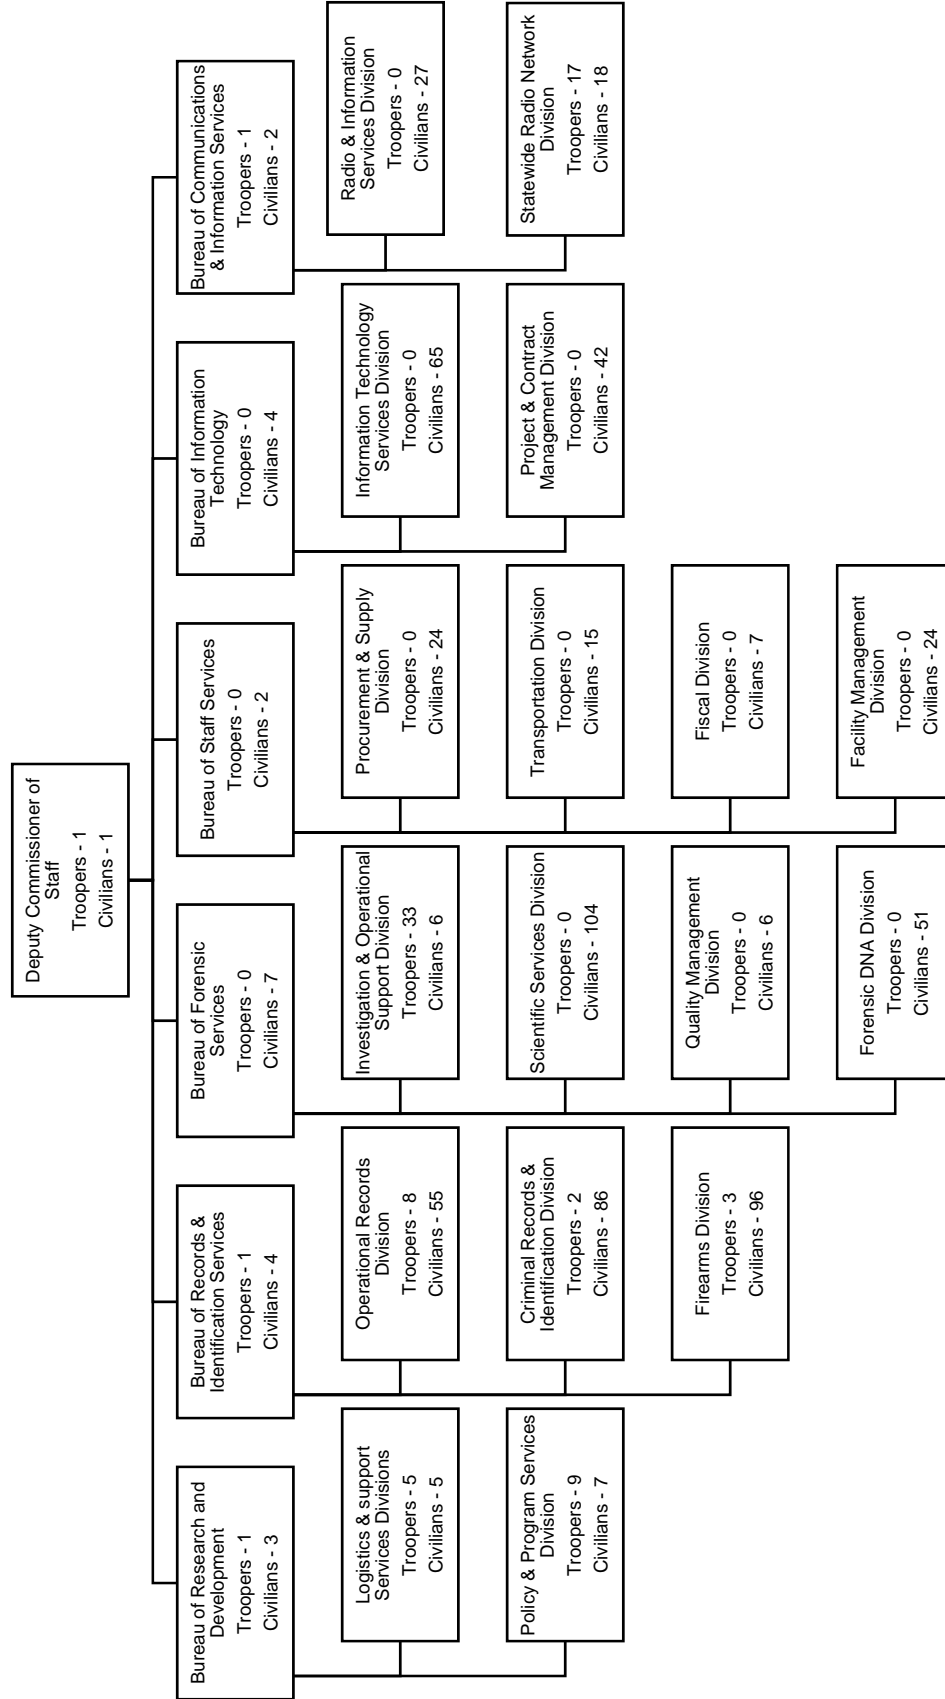 Deputy Commissioner of
Staff
Troopers - 1
Civilians - 1
Bureau of Research and
Development
Troopers - 1
Civilians - 3
Logistics & support
Services Divisions
Troopers - 5
Civilians - 5
Policy & Program Services
Division
Troopers - 9
Civilians - 7
Bureau of Records &
Identification Services
Troopers - 1
Civilians - 4
Operational Records
Division
Troopers - 8
Civilians - 55
Criminal Records &
Identification Division
Troopers - 2
Civilians - 86
Firearms Division
Troopers - 3
Civilians - 96
Bureau of Forensic
Services
Troopers - 0
Civilians - 7
Investigation & Operational
Support Division
Troopers - 33
Civilians - 6
Scientific Services Division
Troopers - 0
Civilians - 104
Quality Management
Division
Troopers - 0
Civilians - 6
Forensic DNA Division
Troopers - 0
Civilians - 51
Bureau of Staff Services
Troopers - 0
Civilians - 2
Procurement & Supply
Division
Troopers - 0
Civilians - 24
Transportation Division
Troopers - 0
Civilians - 15
Fiscal Division
Troopers - 0
Civilians - 7
Facility Management
Division
Troopers - 0
Civilians - 24
Bureau of Information
Technology
Troopers - 0
Civilians - 4
Information Technology
Services Division
Troopers - 0
Civilians - 65
Project & Contract
Management Division
Troopers - 0
Civilians - 42
Bureau of Communications
& Information Services
Troopers - 1
Civilians - 2
Radio & Information
Services Division
Troopers - 0
Civilians - 27
Statewide Radio Network
Division
Troopers - 17
Civilians - 18